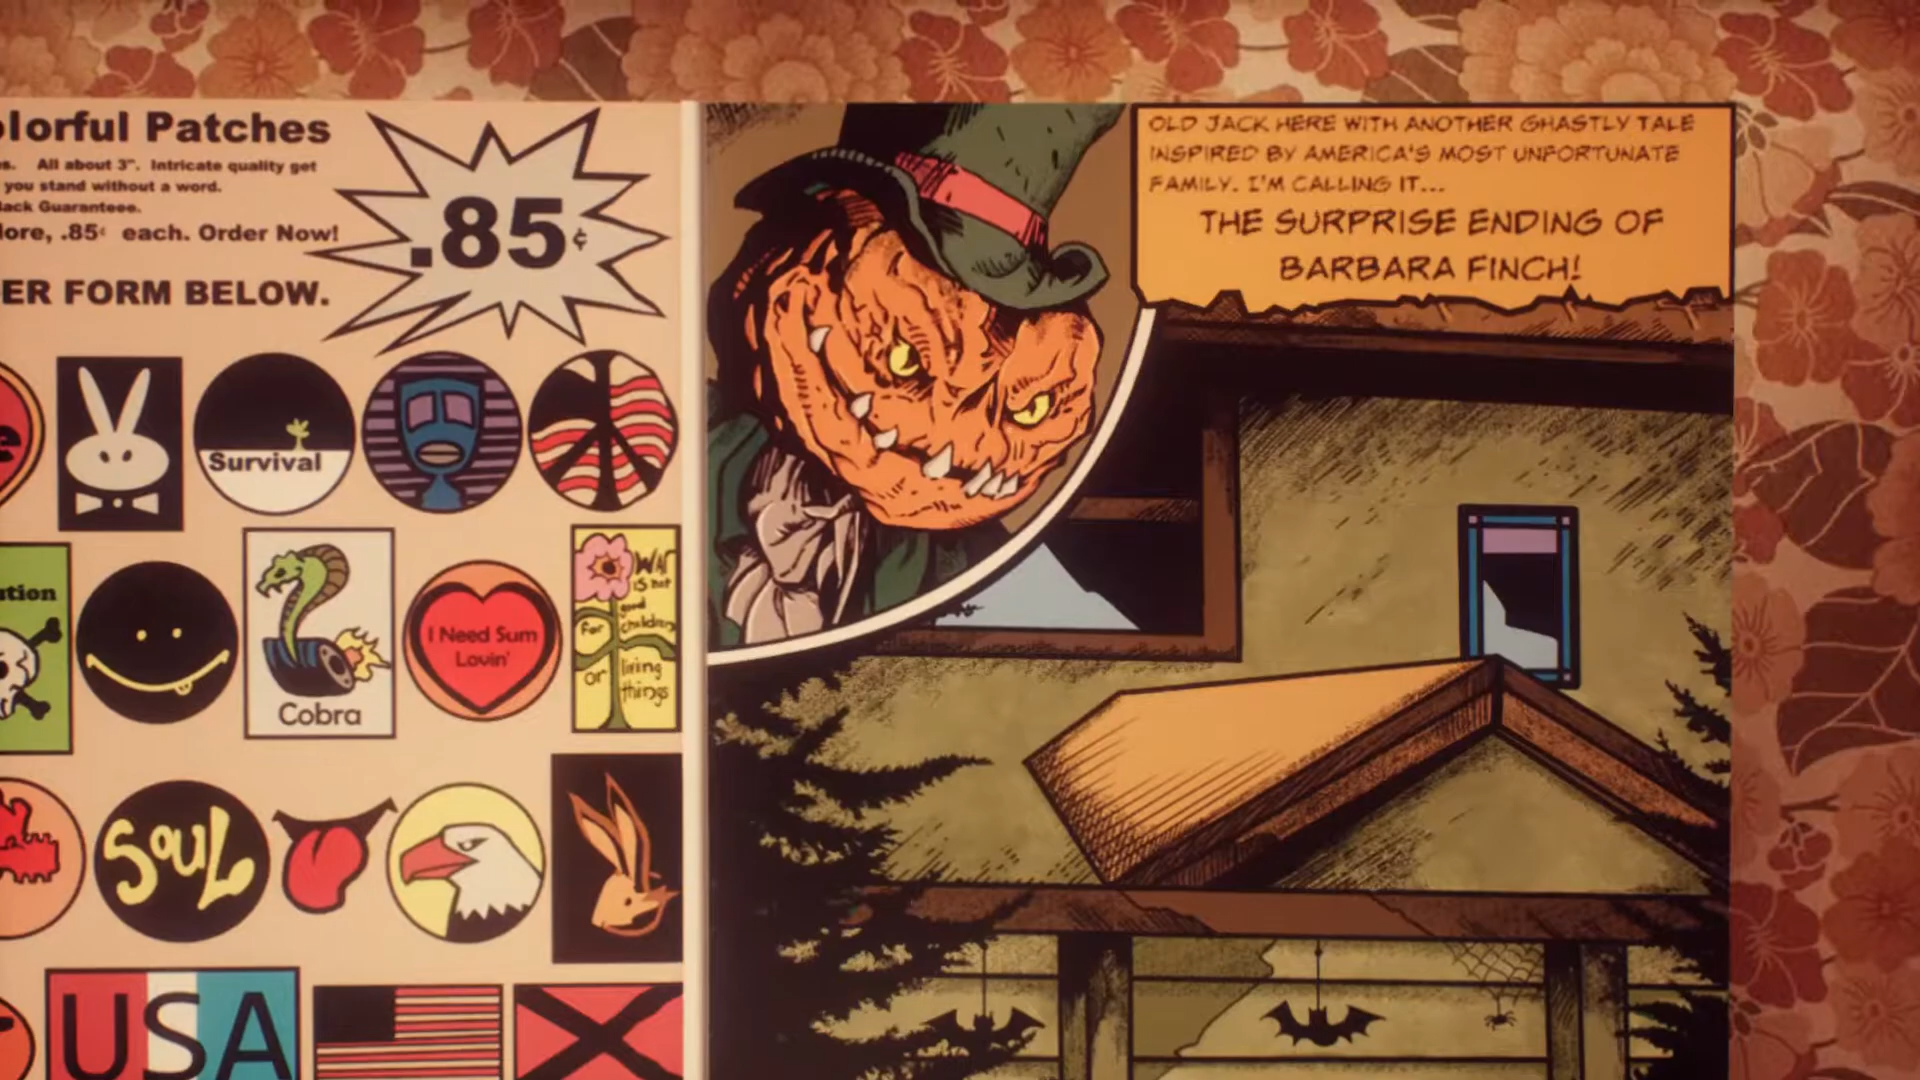 olorful Patches
es. All about 3". Intricate quality get
you stand without a word.
Back Guaranteee.
More, .85¢ each. Order Now!
ER FORM BELOW.
.85¢
Survival
I Need Sum
Lovin'
War
is not
good
for children
or living
things
Cobra
SOUL
USA
OLD JACK HERE WITH ANOTHER GHASTLY TALE
INSPIRED BY AMERICA'S MOST UNFORTUNATE
FAMILY. I'M CALLING IT...
THE SURPRISE ENDING OF
BARBARA FINCH!